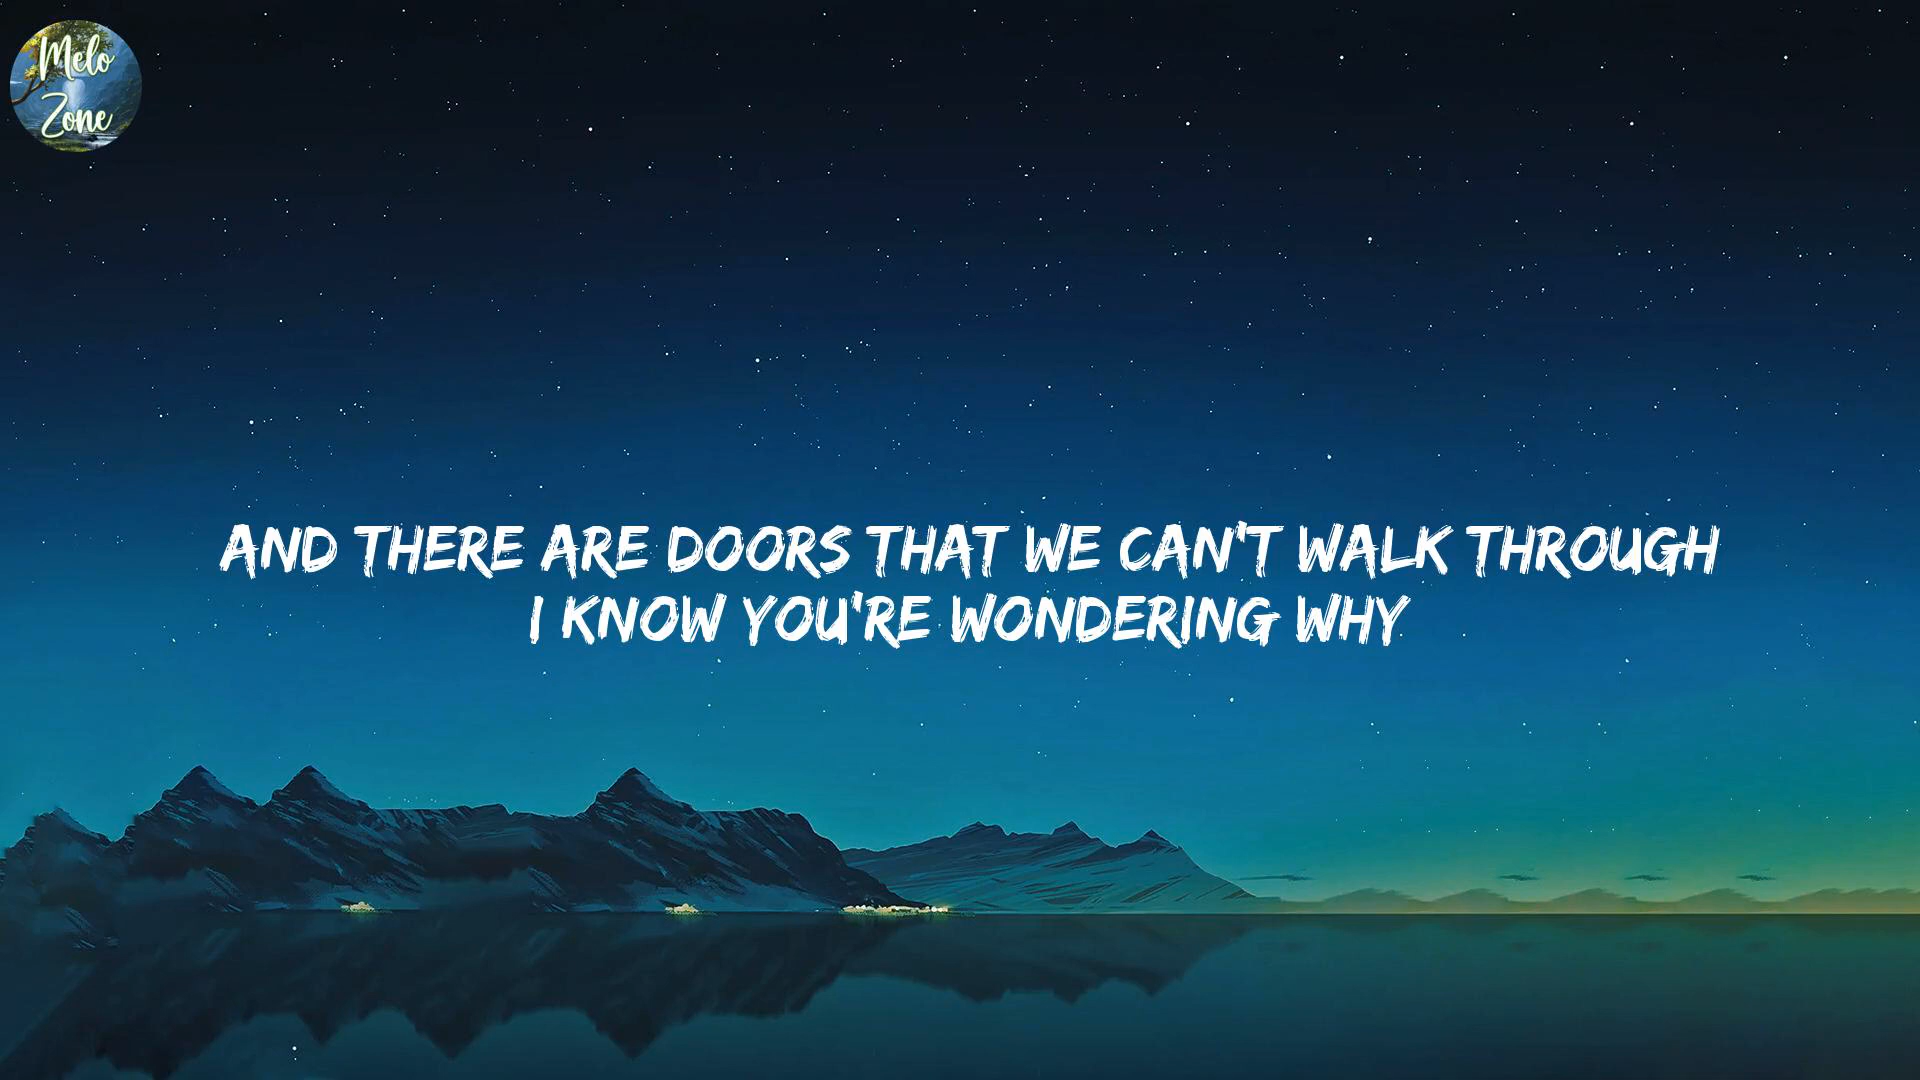 Melo
Zone
AND THERE ARE DOORS THAT WE CAN'T WALK THROUGH
I KNOW YOU'RE WONDERING WHY